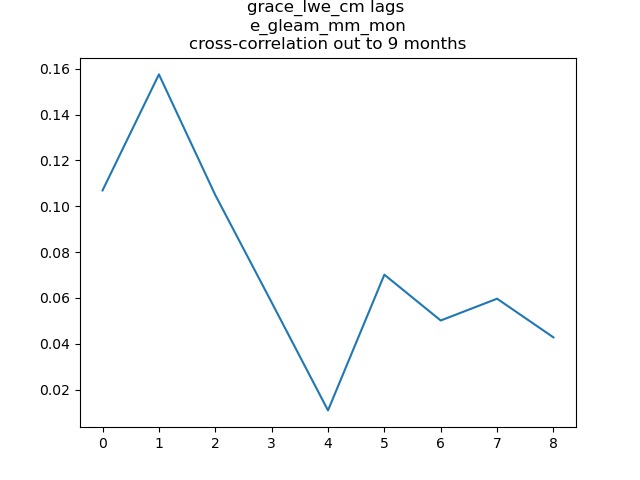 grace_lwe_cm lags
e_gleam_mm_mon
cross-correlation out to 9 months
0.16
0.14
0.12
0.10
0.08
0.06
0.04
0.02
0 1 2 3 4 5 6 7 8